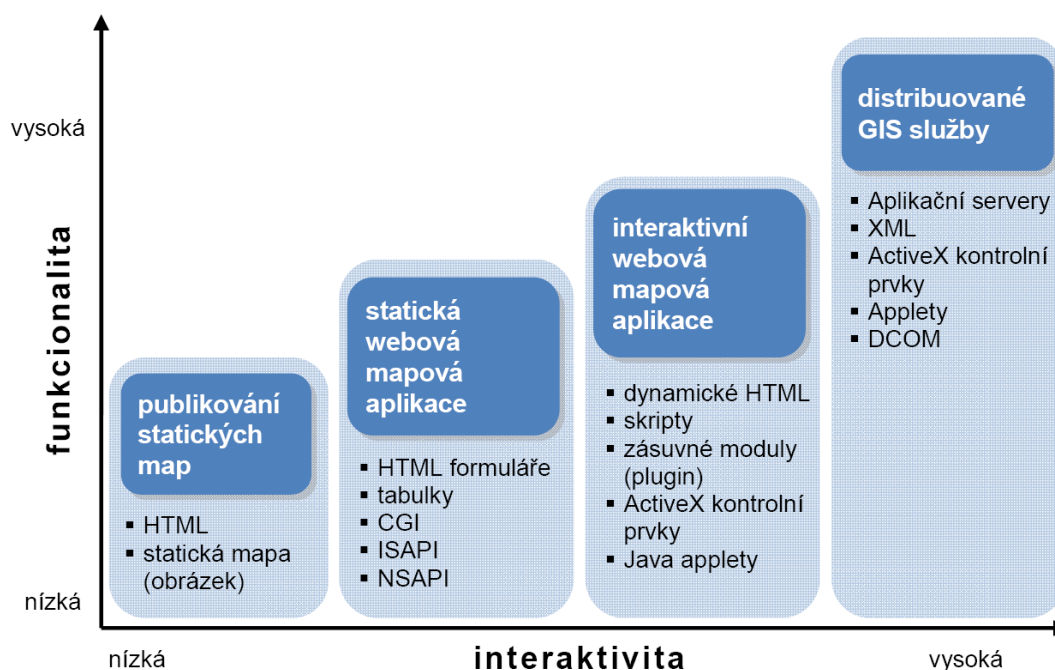 vysoká
funkcionalita
nízká
publikování
statických
map
▪ HTML
▪ statická mapa
(obrázek)
statická
webová
mapová
aplikace
▪ HTML formuláře
▪ tabulky
▪ CGI
▪ ISAPI
▪ NSAPI
interaktivní
webová
mapová
aplikace
▪ dynamické HTML
▪ skripty
▪ zásuvné moduly
(plugin)
▪ ActiveX kontrolní
prvky
▪ Java applety
distribuované
GIS služby
▪ Aplikační servery
▪ XML
▪ ActiveX kontrolní
prvky
▪ Applety
▪ DCOM
nízká
interaktivita
vysoká